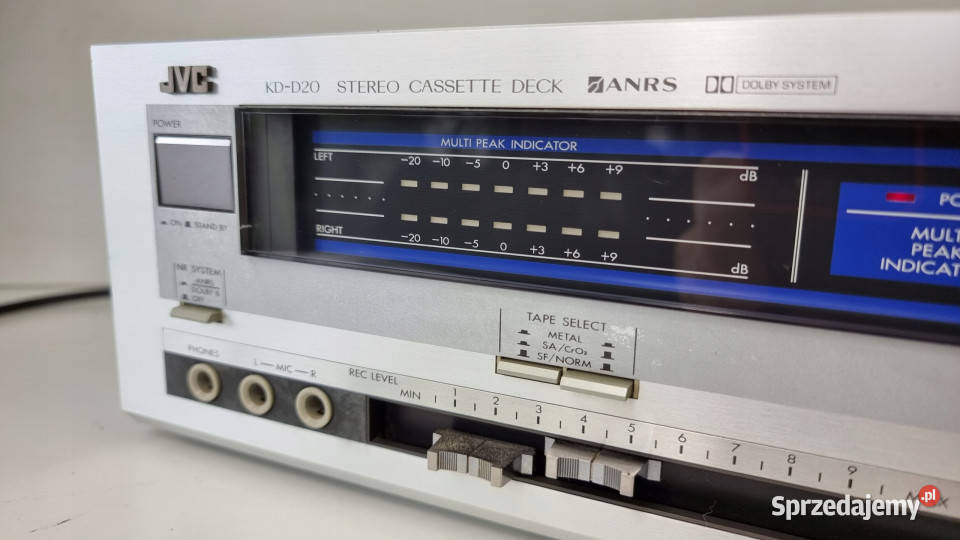 JVC KD-D20 STEREO CASSETTE DECK ANRS DOLBY SYSTEM
POWER
ON STAND BY
MULTI PEAK INDICATOR
LEFT -20 -10 -5 0 +3 +6 +9 dB
RIGHT -20 -10 -5 0 +3 +6 +9 dB
PO
MULT
PEAK
INDICAT
NR SYSTEM
ANRS
DOLBY B
OFF
TAPE SELECT
METAL
SA/CrO₂
SF/NORM
PHONES L MIC R REC LEVEL
MIN 1 2 3 4 5 6 7 8 9
Sprzedajemy.pl